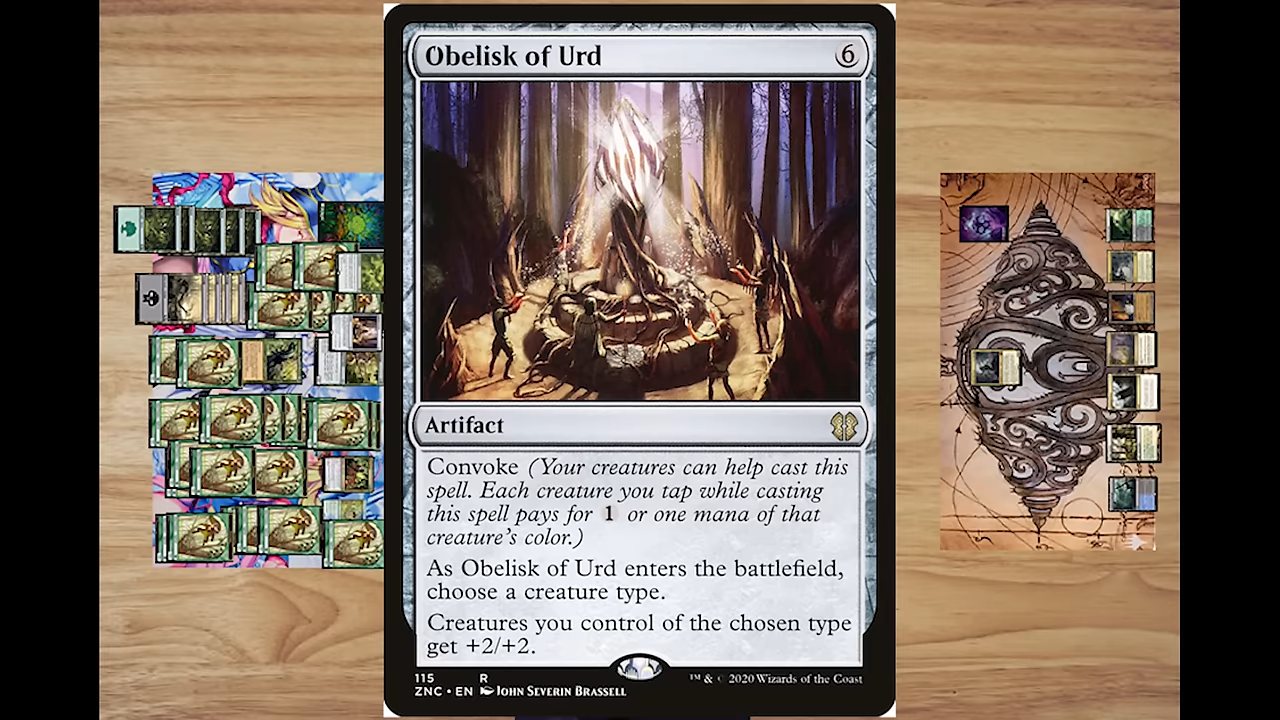 Obelisk of Urd 6
Artifact
Convoke (Your creatures can help cast this
spell. Each creature you tap while casting
this spell pays for 1 or one mana of that
creature's color.)
As Obelisk of Urd enters the battlefield,
choose a creature type.
Creatures you control of the chosen type
get +2/+2.
115 R
ZNC • EN John Severin Brassell
™ & © 2020 Wizards of the Coast